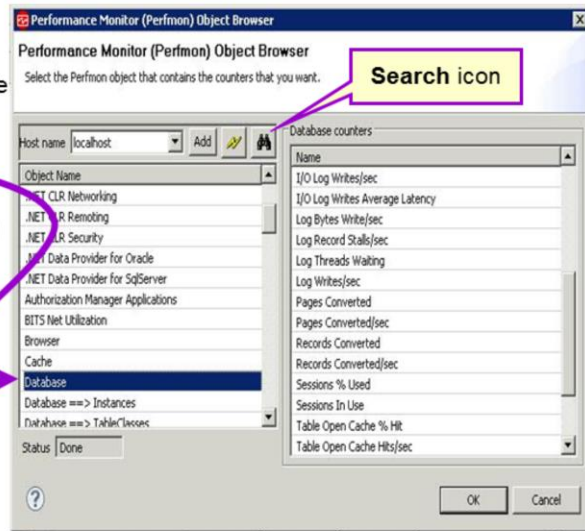 Performance Monitor (Perfmon) Object Browser
Performance Monitor (Perfmon) Object Browser
Select the Perfmon object that contains the counters that you want.
Search icon
e
Host name localhost Add
Object Name
.NET CLR Networking
.NET CLR Remoting
.NET CLR Security
.NET Data Provider for Oracle
.NET Data Provider for SqlServer
Authorization Manager Applications
BITS Net Utilization
Browser
Cache
Database
Database ==> Instances
Database ==> TableClasses
Status Done
Database counters
Name
I/O Log Writes/sec
I/O Log Writes Average Latency
Log Bytes Write/sec
Log Record Stalls/sec
Log Threads Waiting
Log Writes/sec
Pages Converted
Pages Converted/sec
Records Converted
Records Converted/sec
Sessions % Used
Sessions In Use
Table Open Cache % Hit
Table Open Cache Hits/sec
?
OK Cancel